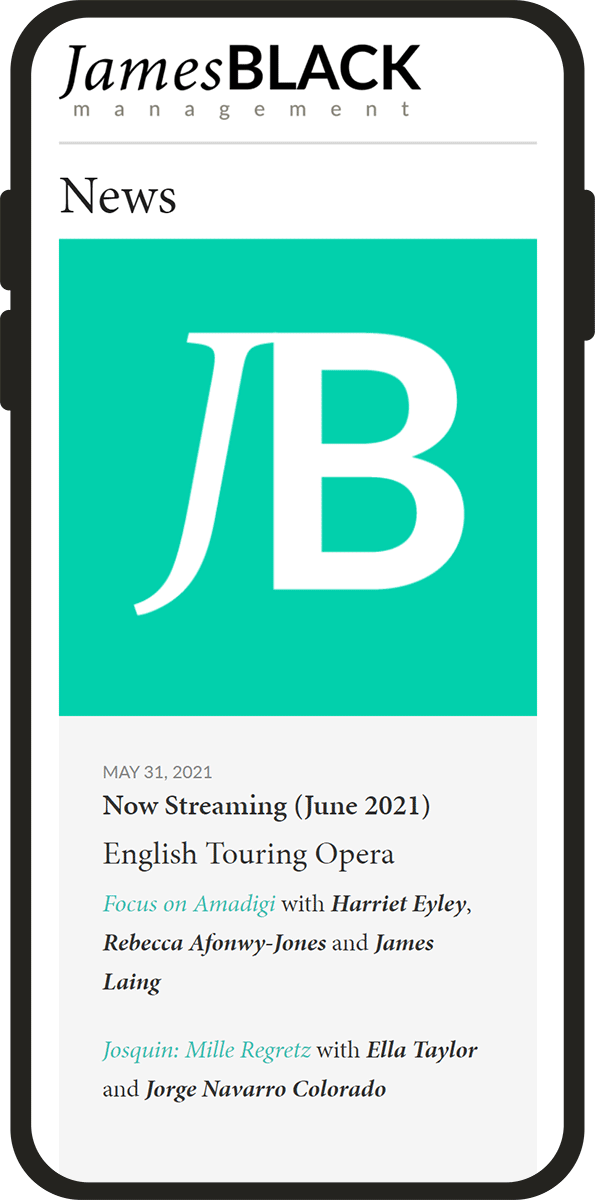 JamesBLACK
management
News
JB
MAY 31, 2021
Now Streaming (June 2021)
English Touring Opera
Focus on Amadigi with Harriet Eyley,
Rebecca Afonwy-Jones and James
Laing
Josquin: Mille Regretz with Ella Taylor
and Jorge Navarro Colorado